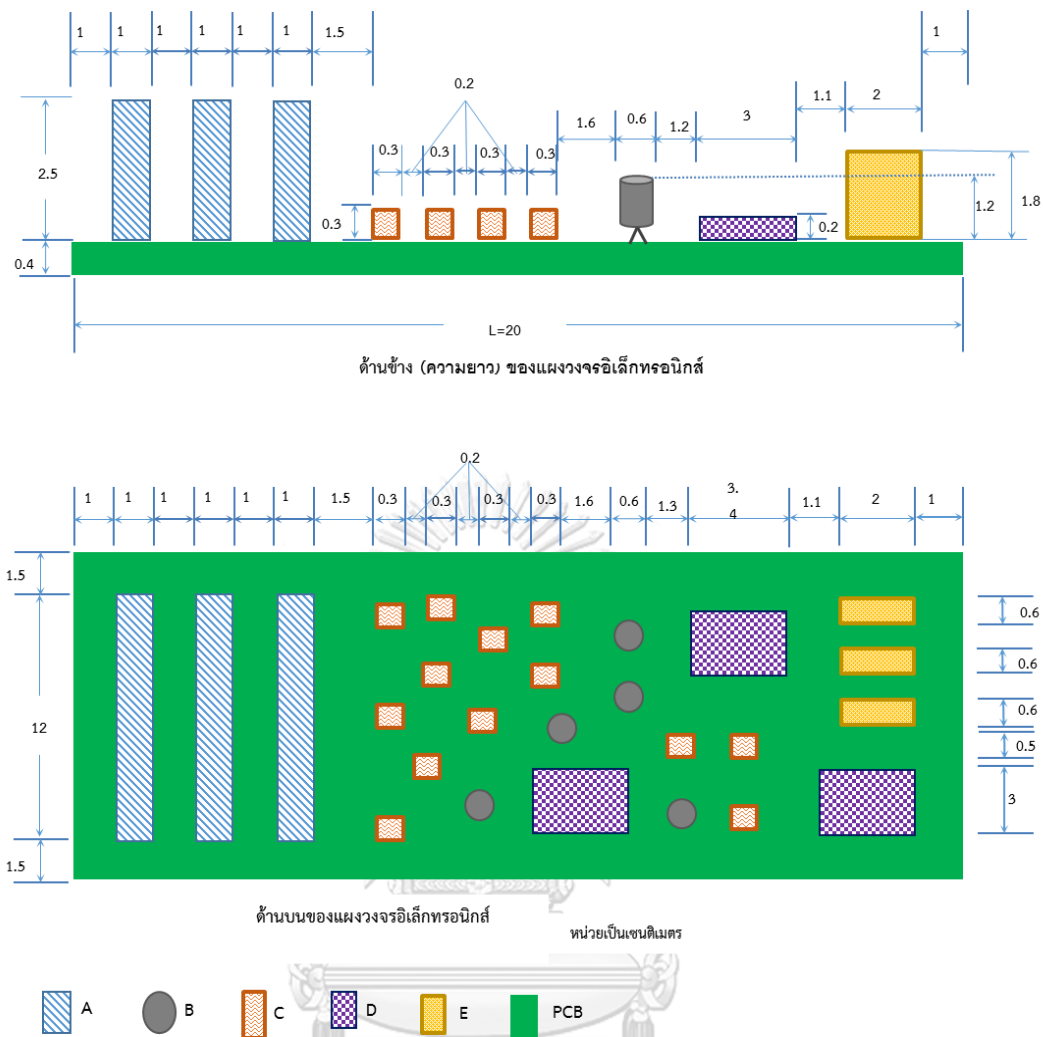 1 1 1 1 1 1 1.5 1
0.2
1.1 2
1.6 0.6 1.2 3
0.3 0.3 0.3 0.3
2.5
0.3
0.2
1.2
1.8
0.4
L=20
ด้านข้าง (ความยาว) ของแผงวงจรอิเล็กทรอนิกส์
0.2
1 1 1 1 1 1 1.5 0.3 0.3 0.3 0.3 1.6 0.6 1.3 3.4 1.1 2 1
1.5
0.6
0.6
0.6
12
0.5
3
1.5
ด้านบนของแผงวงจรอิเล็กทรอนิกส์
หน่วยเป็นเซนติเมตร
A B C D E PCB